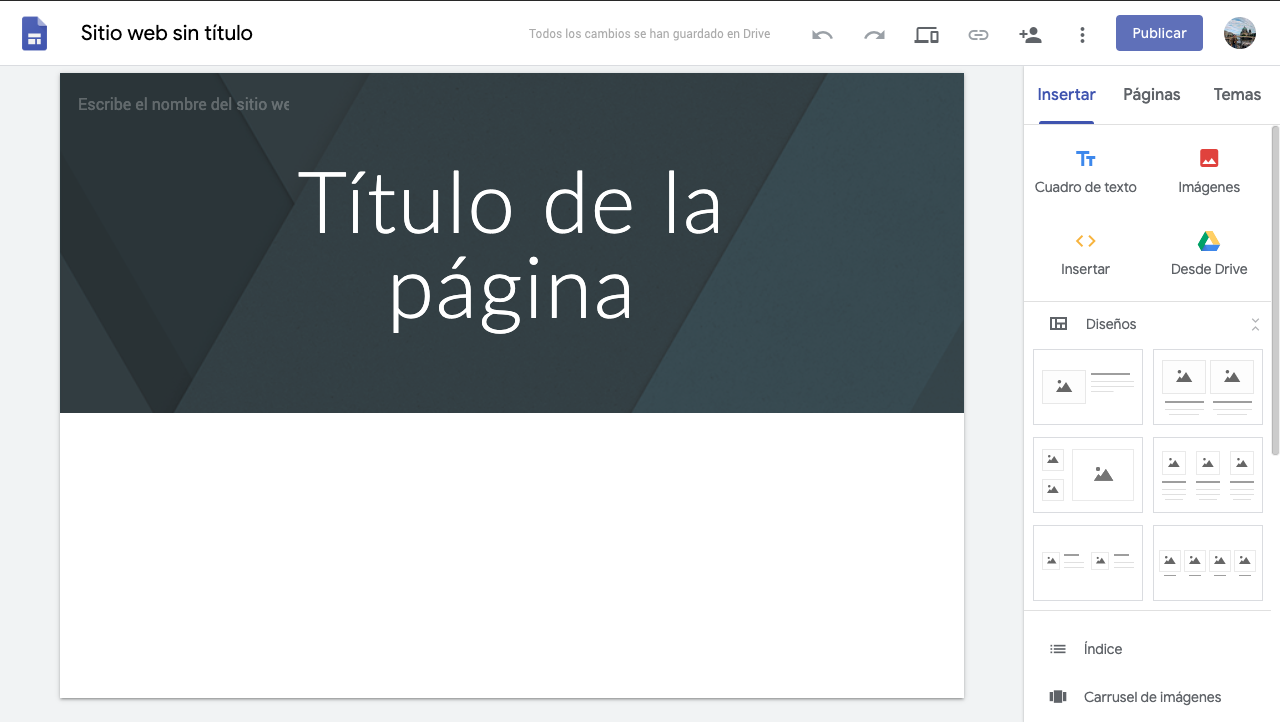 Sitio web sin título
Todos los cambios se han guardado en Drive
Publicar
Escribe el nombre del sitio we
Título de la
página
Insertar Páginas Temas
Cuadro de texto Imágenes
Insertar Desde Drive
Diseños
Índice
Carrusel de imágenes